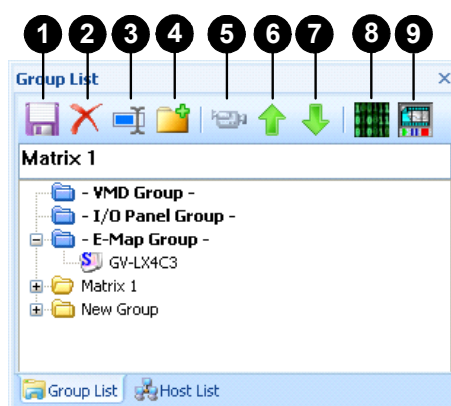 1 2 3 4 5 6 7 8 9
Group List
Matrix 1
- VMD Group -
- I/O Panel Group -
- E-Map Group -
GV-LX4C3
Matrix 1
New Group
Group List Host List